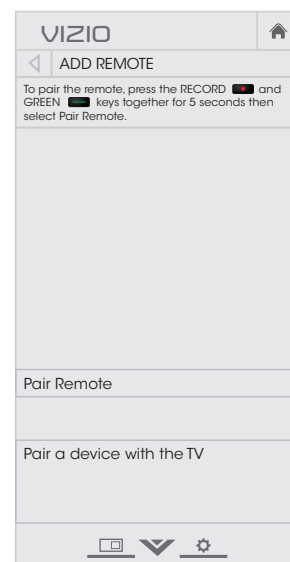 VIZIO
ADD REMOTE
To pair the remote, press the RECORD and
GREEN keys together for 5 seconds then
select Pair Remote.
Pair Remote
Pair a device with the TV